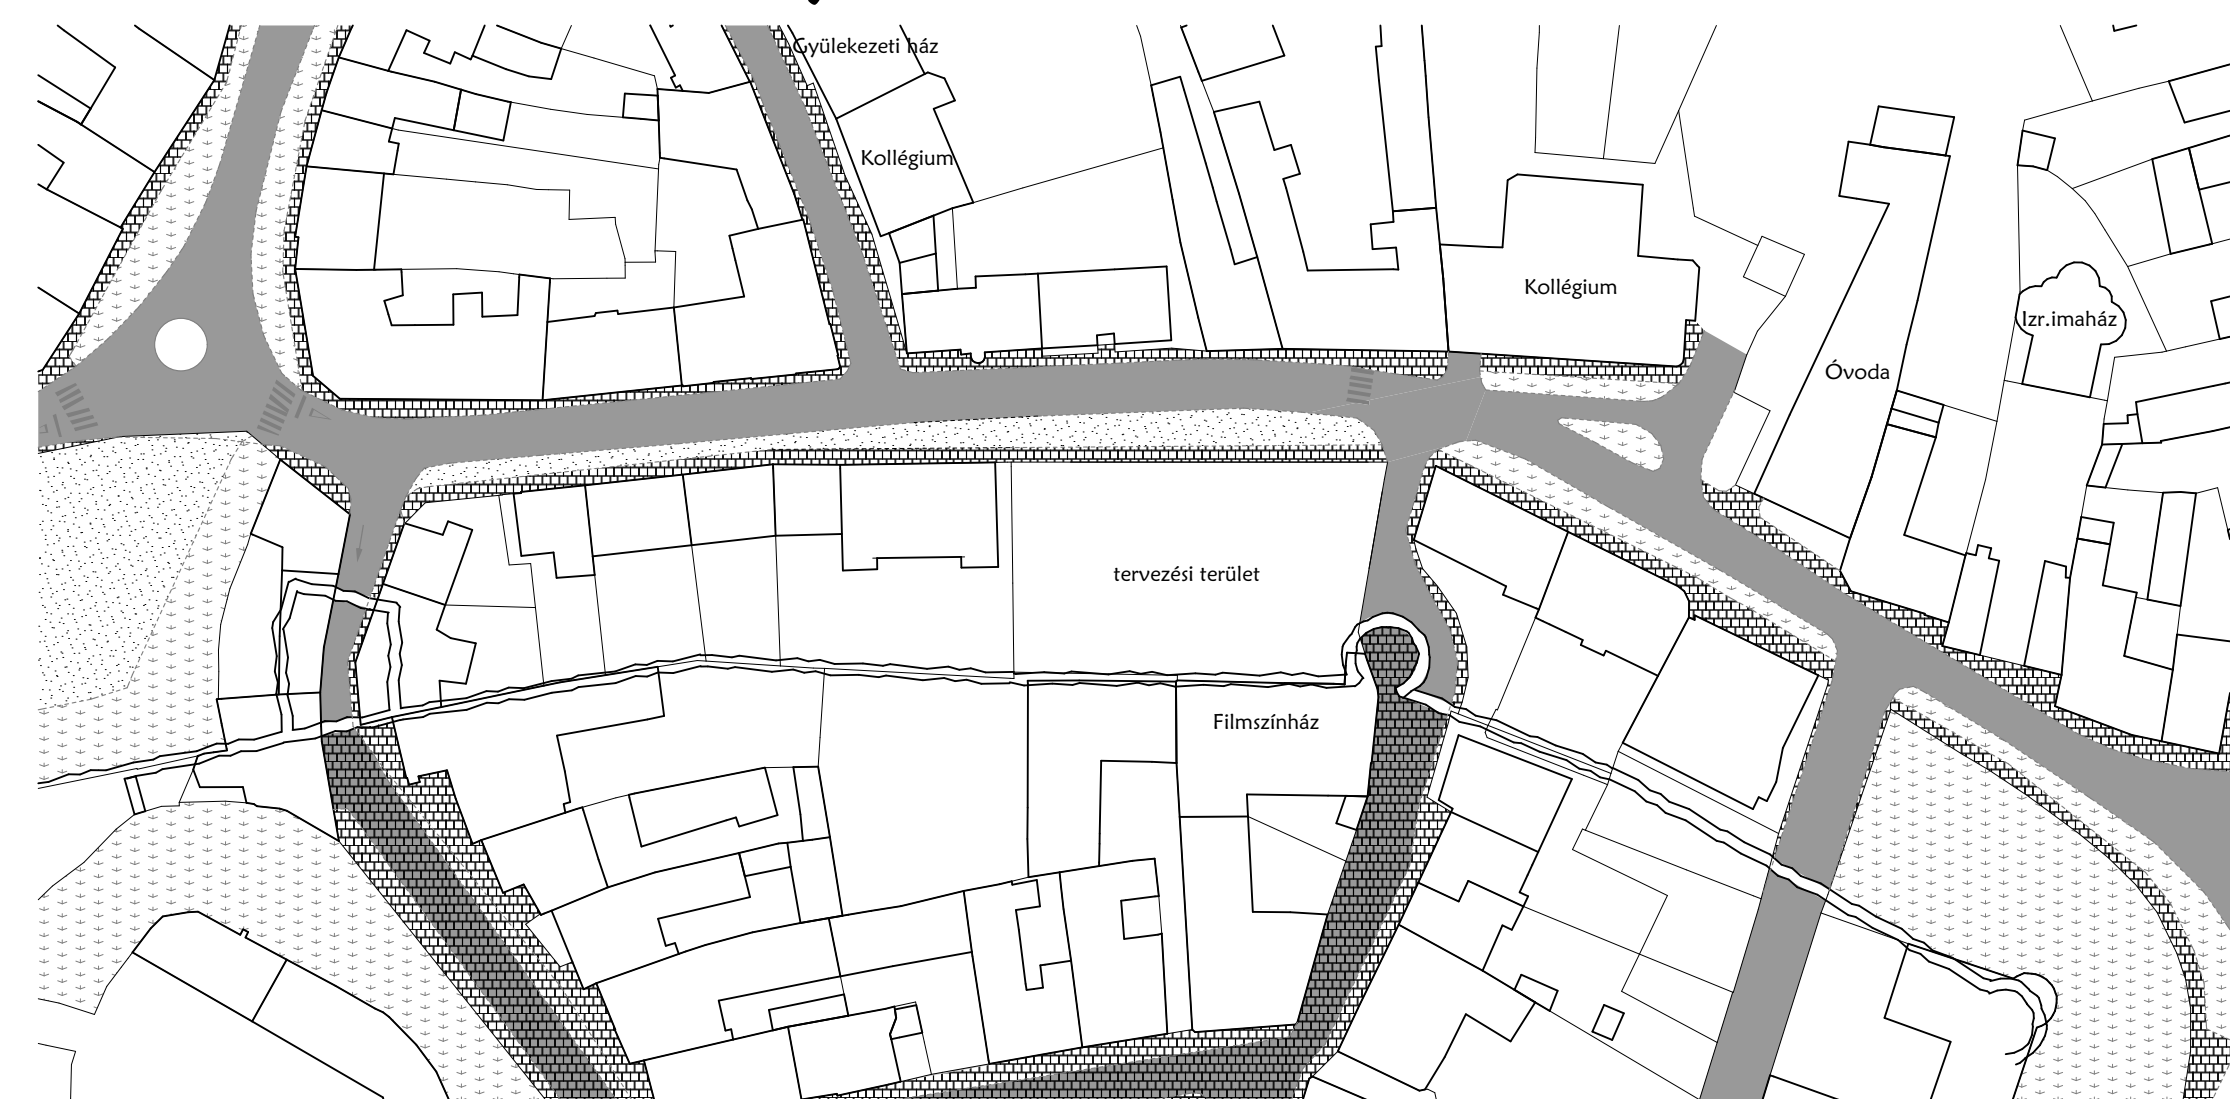 Gyülekezeti ház
Kollégium
Kollégium
Izr.imaház
Óvoda
tervezési terület
Filmszínház